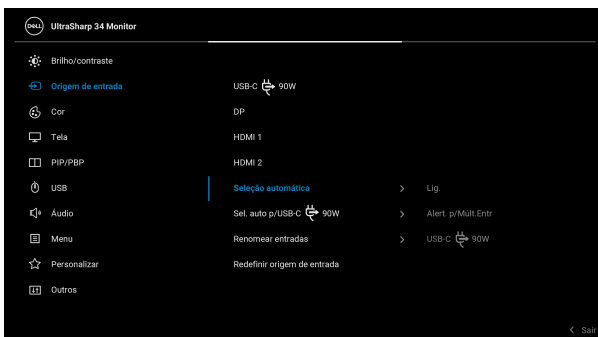 DELL UltraSharp 34 Monitor
Brilho/contraste
Origem de entrada USB-C 90W
Cor DP
Tela HDMI 1
PIP/PBP HDMI 2
USB Seleção automática > Lig.
Áudio Sel. auto p/USB-C 90W > Alert. p/Múlt.Entr
Menu Renomear entradas > USB-C 90W
Personalizar Redefinir origem de entrada
Outros
< Sair